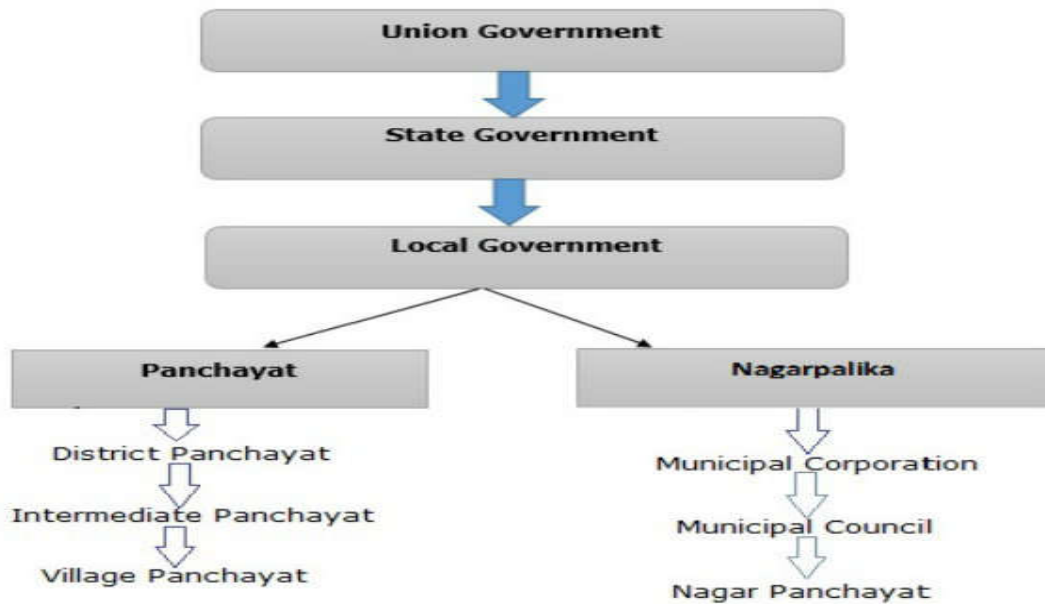 Union Government
State Government
Local Government
Panchayat
District Panchayat
Intermediate Panchayat
Village Panchayat
Nagarpalika
Municipal Corporation
Municipal Council
Nagar Panchayat